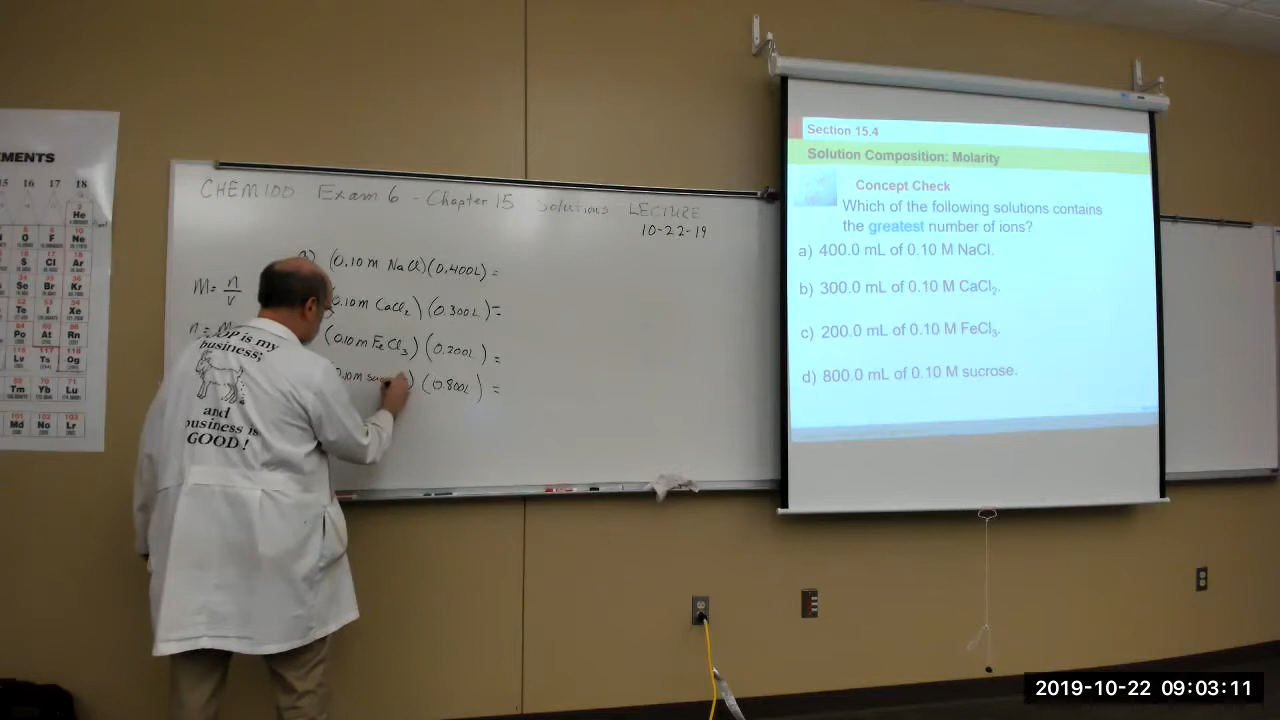 EMENTS
15 16 17 18
He
O F Ne
S Cl Ar
Se Br Kr
Te I Xe
Po At Rn
Lv Ts Og
Tm Yb Lu
Md No Lr
CHEM 100 Exam 6 - Chapter 15 Solutions LECTURE
10-22-19
M = n
v
n =
(0.10 M NaCl)(0.400L) =
0.10 M CaCl₂)(0.300L) =
(0.10 M FeCl₃)(0.200L) =
0.10 M )(0.800L) =
is my
business;
and
business is
GOOD!
Section 15.4
Solution Composition: Molarity
Concept Check
Which of the following solutions contains
the greatest number of ions?
a) 400.0 mL of 0.10 M NaCl.
b) 300.0 mL of 0.10 M CaCl₂.
c) 200.0 mL of 0.10 M FeCl₃.
d) 800.0 mL of 0.10 M sucrose.
2019-10-22 09:03:11